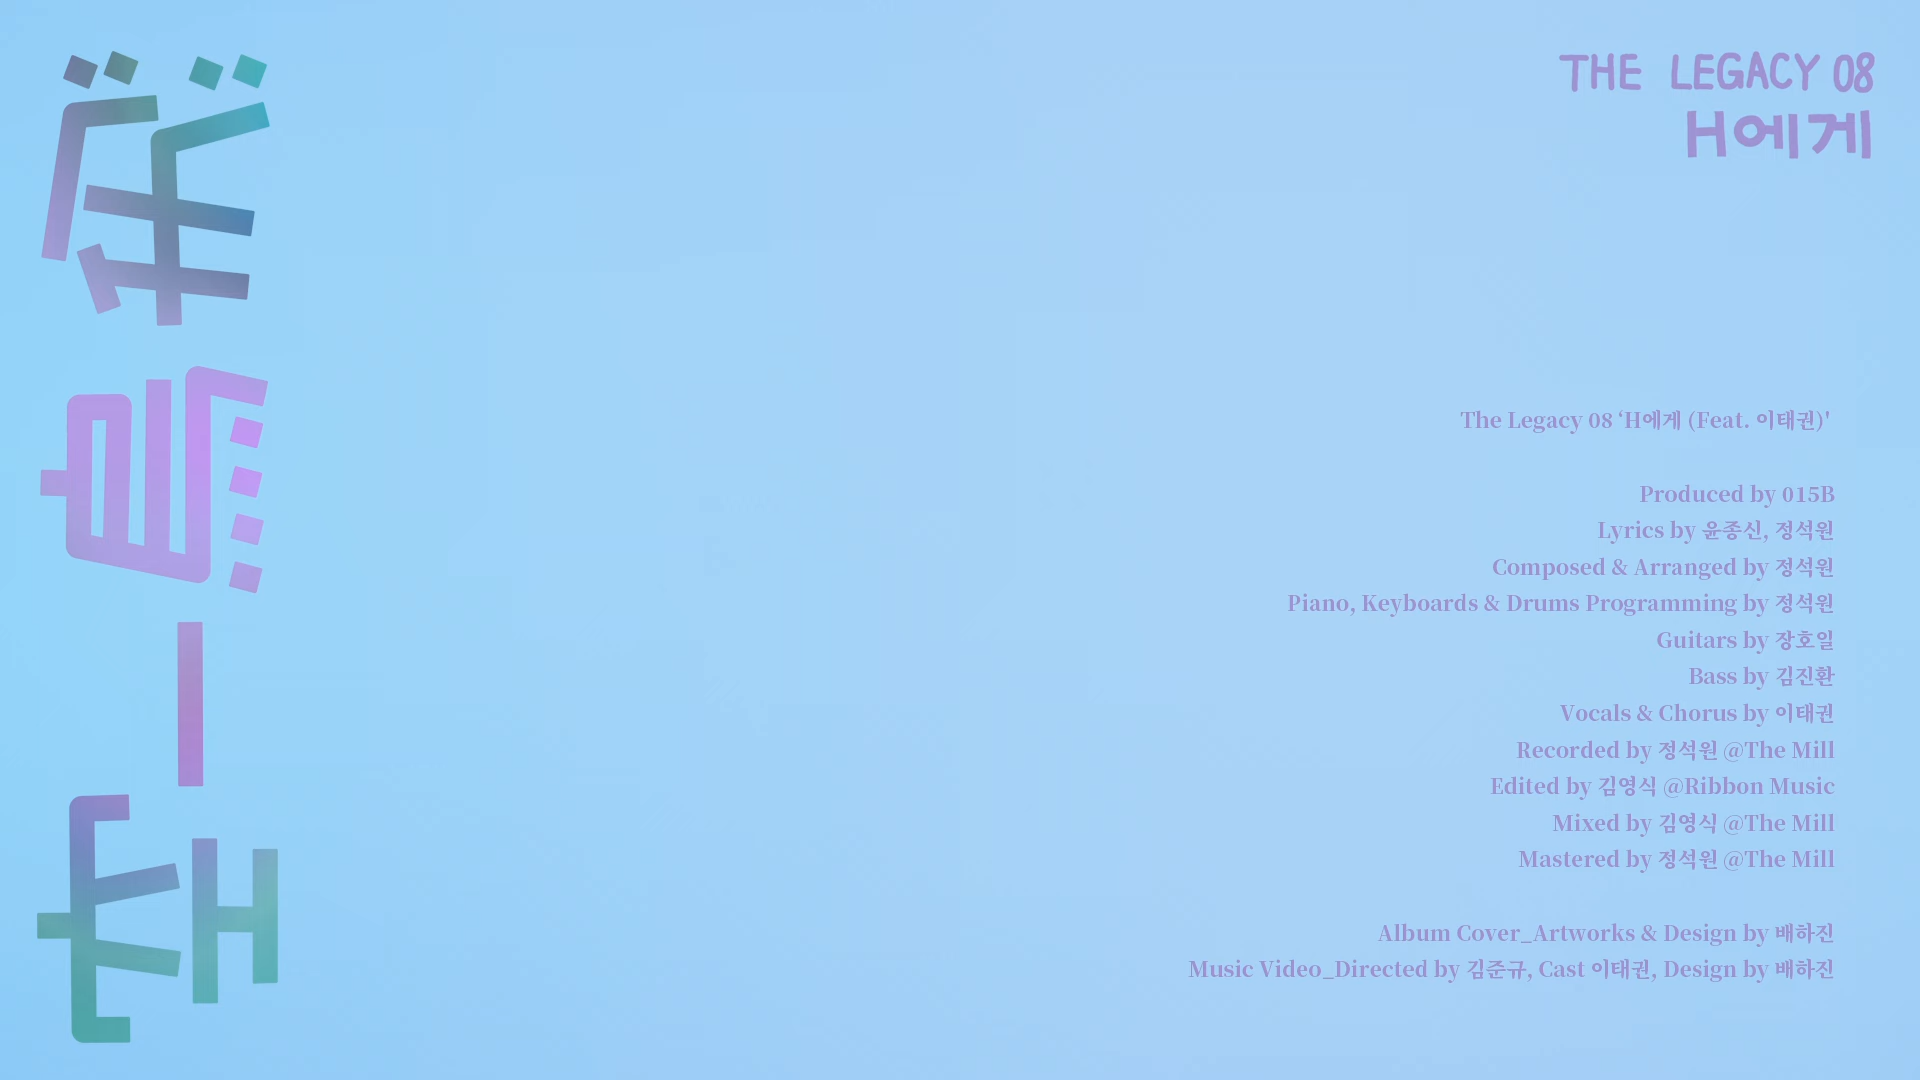 THE LEGACY 08
H에게
The Legacy 08 ‘H에게 (Feat. 이태권)'
Produced by 015B
Lyrics by 윤종신, 정석원
Composed & Arranged by 정석원
Piano, Keyboards & Drums Programming by 정석원
Guitars by 장호일
Bass by 김진환
Vocals & Chorus by 이태권
Recorded by 정석원 @The Mill
Edited by 김영식 @Ribbon Music
Mixed by 김영식 @The Mill
Mastered by 정석원 @The Mill
Album Cover_Artworks & Design by 배하진
Music Video_Directed by 김준규, Cast 이태권, Design by 배하진